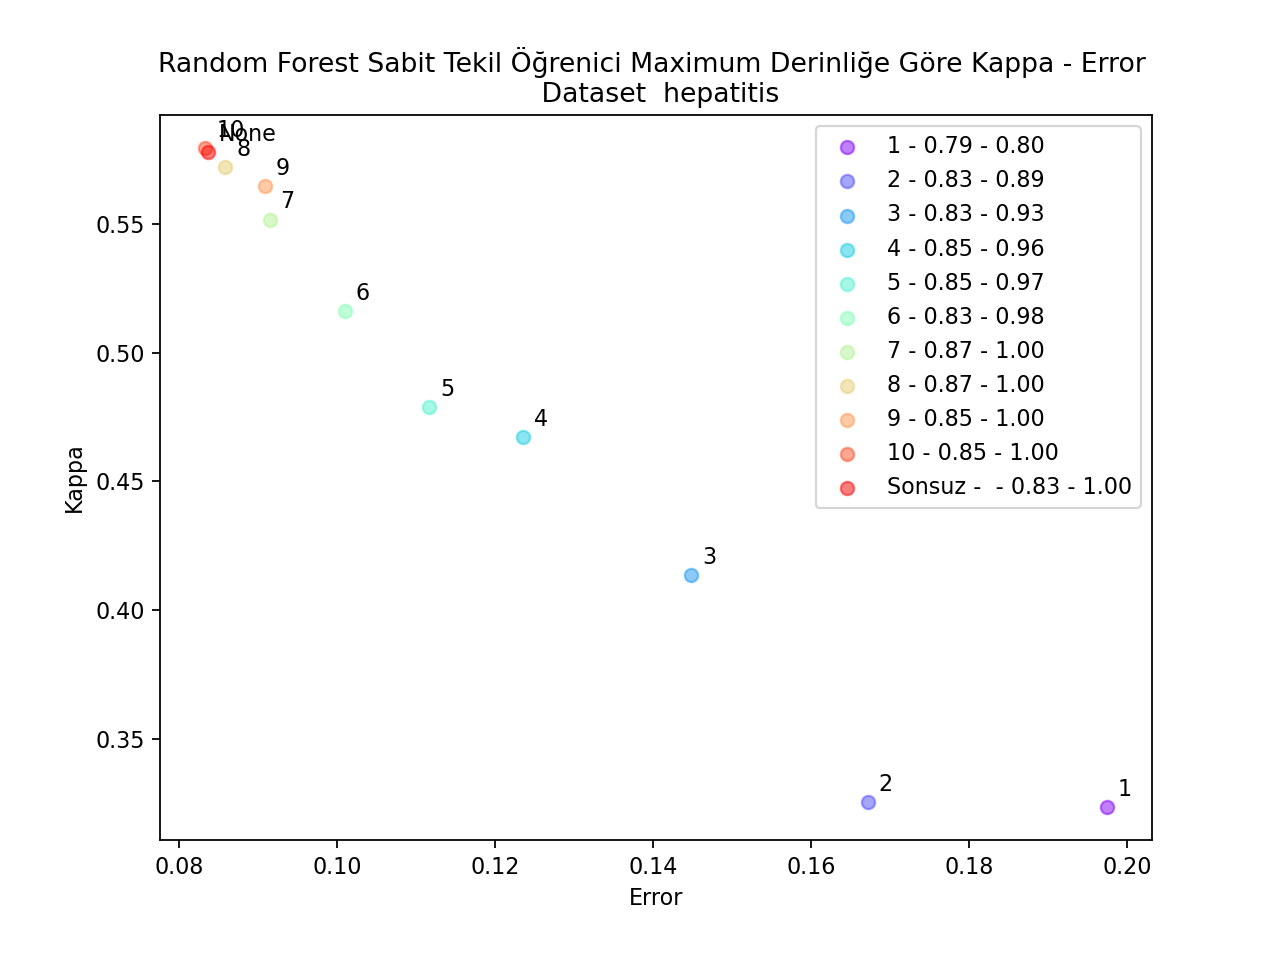 Random Forest Sabit Tekil Öğrenici Maximum Derinliğe Göre Kappa - Error
Dataset  hepatitis
10
None
8
9
7
6
5
4
3
2
1
1 - 0.79 - 0.80
2 - 0.83 - 0.89
3 - 0.83 - 0.93
4 - 0.85 - 0.96
5 - 0.85 - 0.97
6 - 0.83 - 0.98
7 - 0.87 - 1.00
8 - 0.87 - 1.00
9 - 0.85 - 1.00
10 - 0.85 - 1.00
Sonsuz -  - 0.83 - 1.00
0.55
0.50
0.45
0.40
0.35
Kappa
0.08
0.10
0.12
0.14
0.16
0.18
0.20
Error